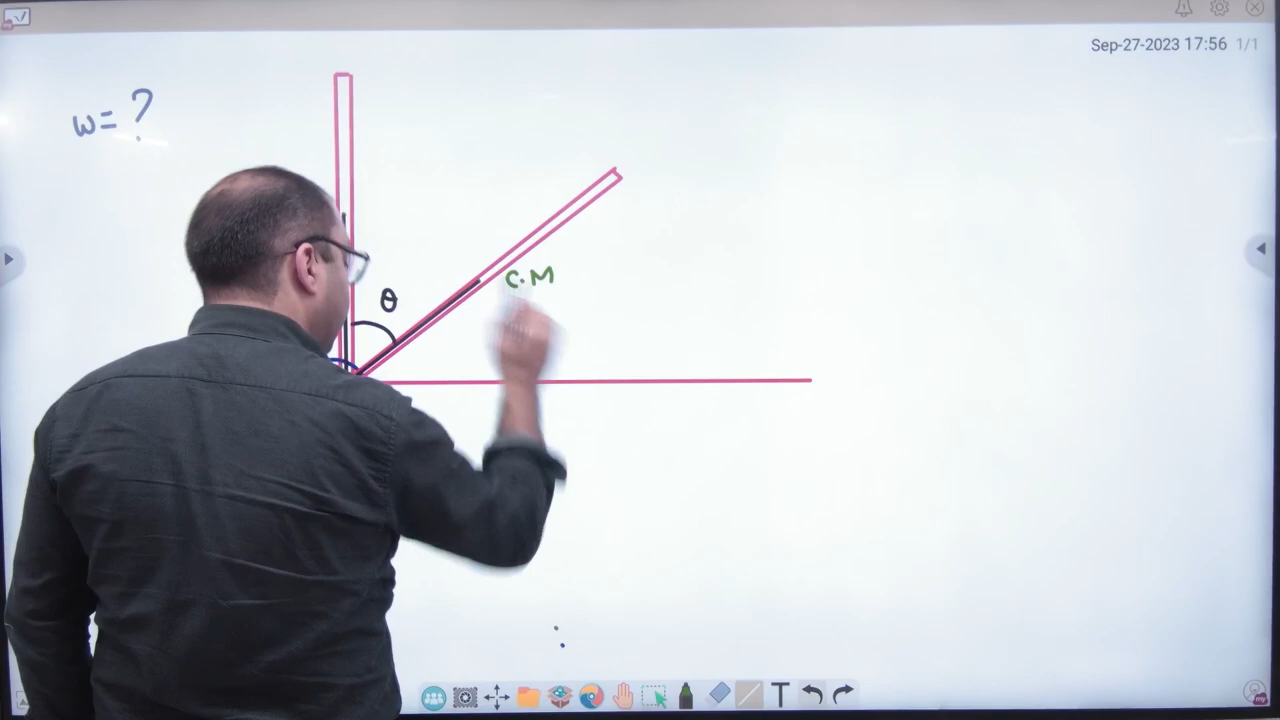 Sep-27-2023 17:56 1/1
w= ?
θ
C.M
T